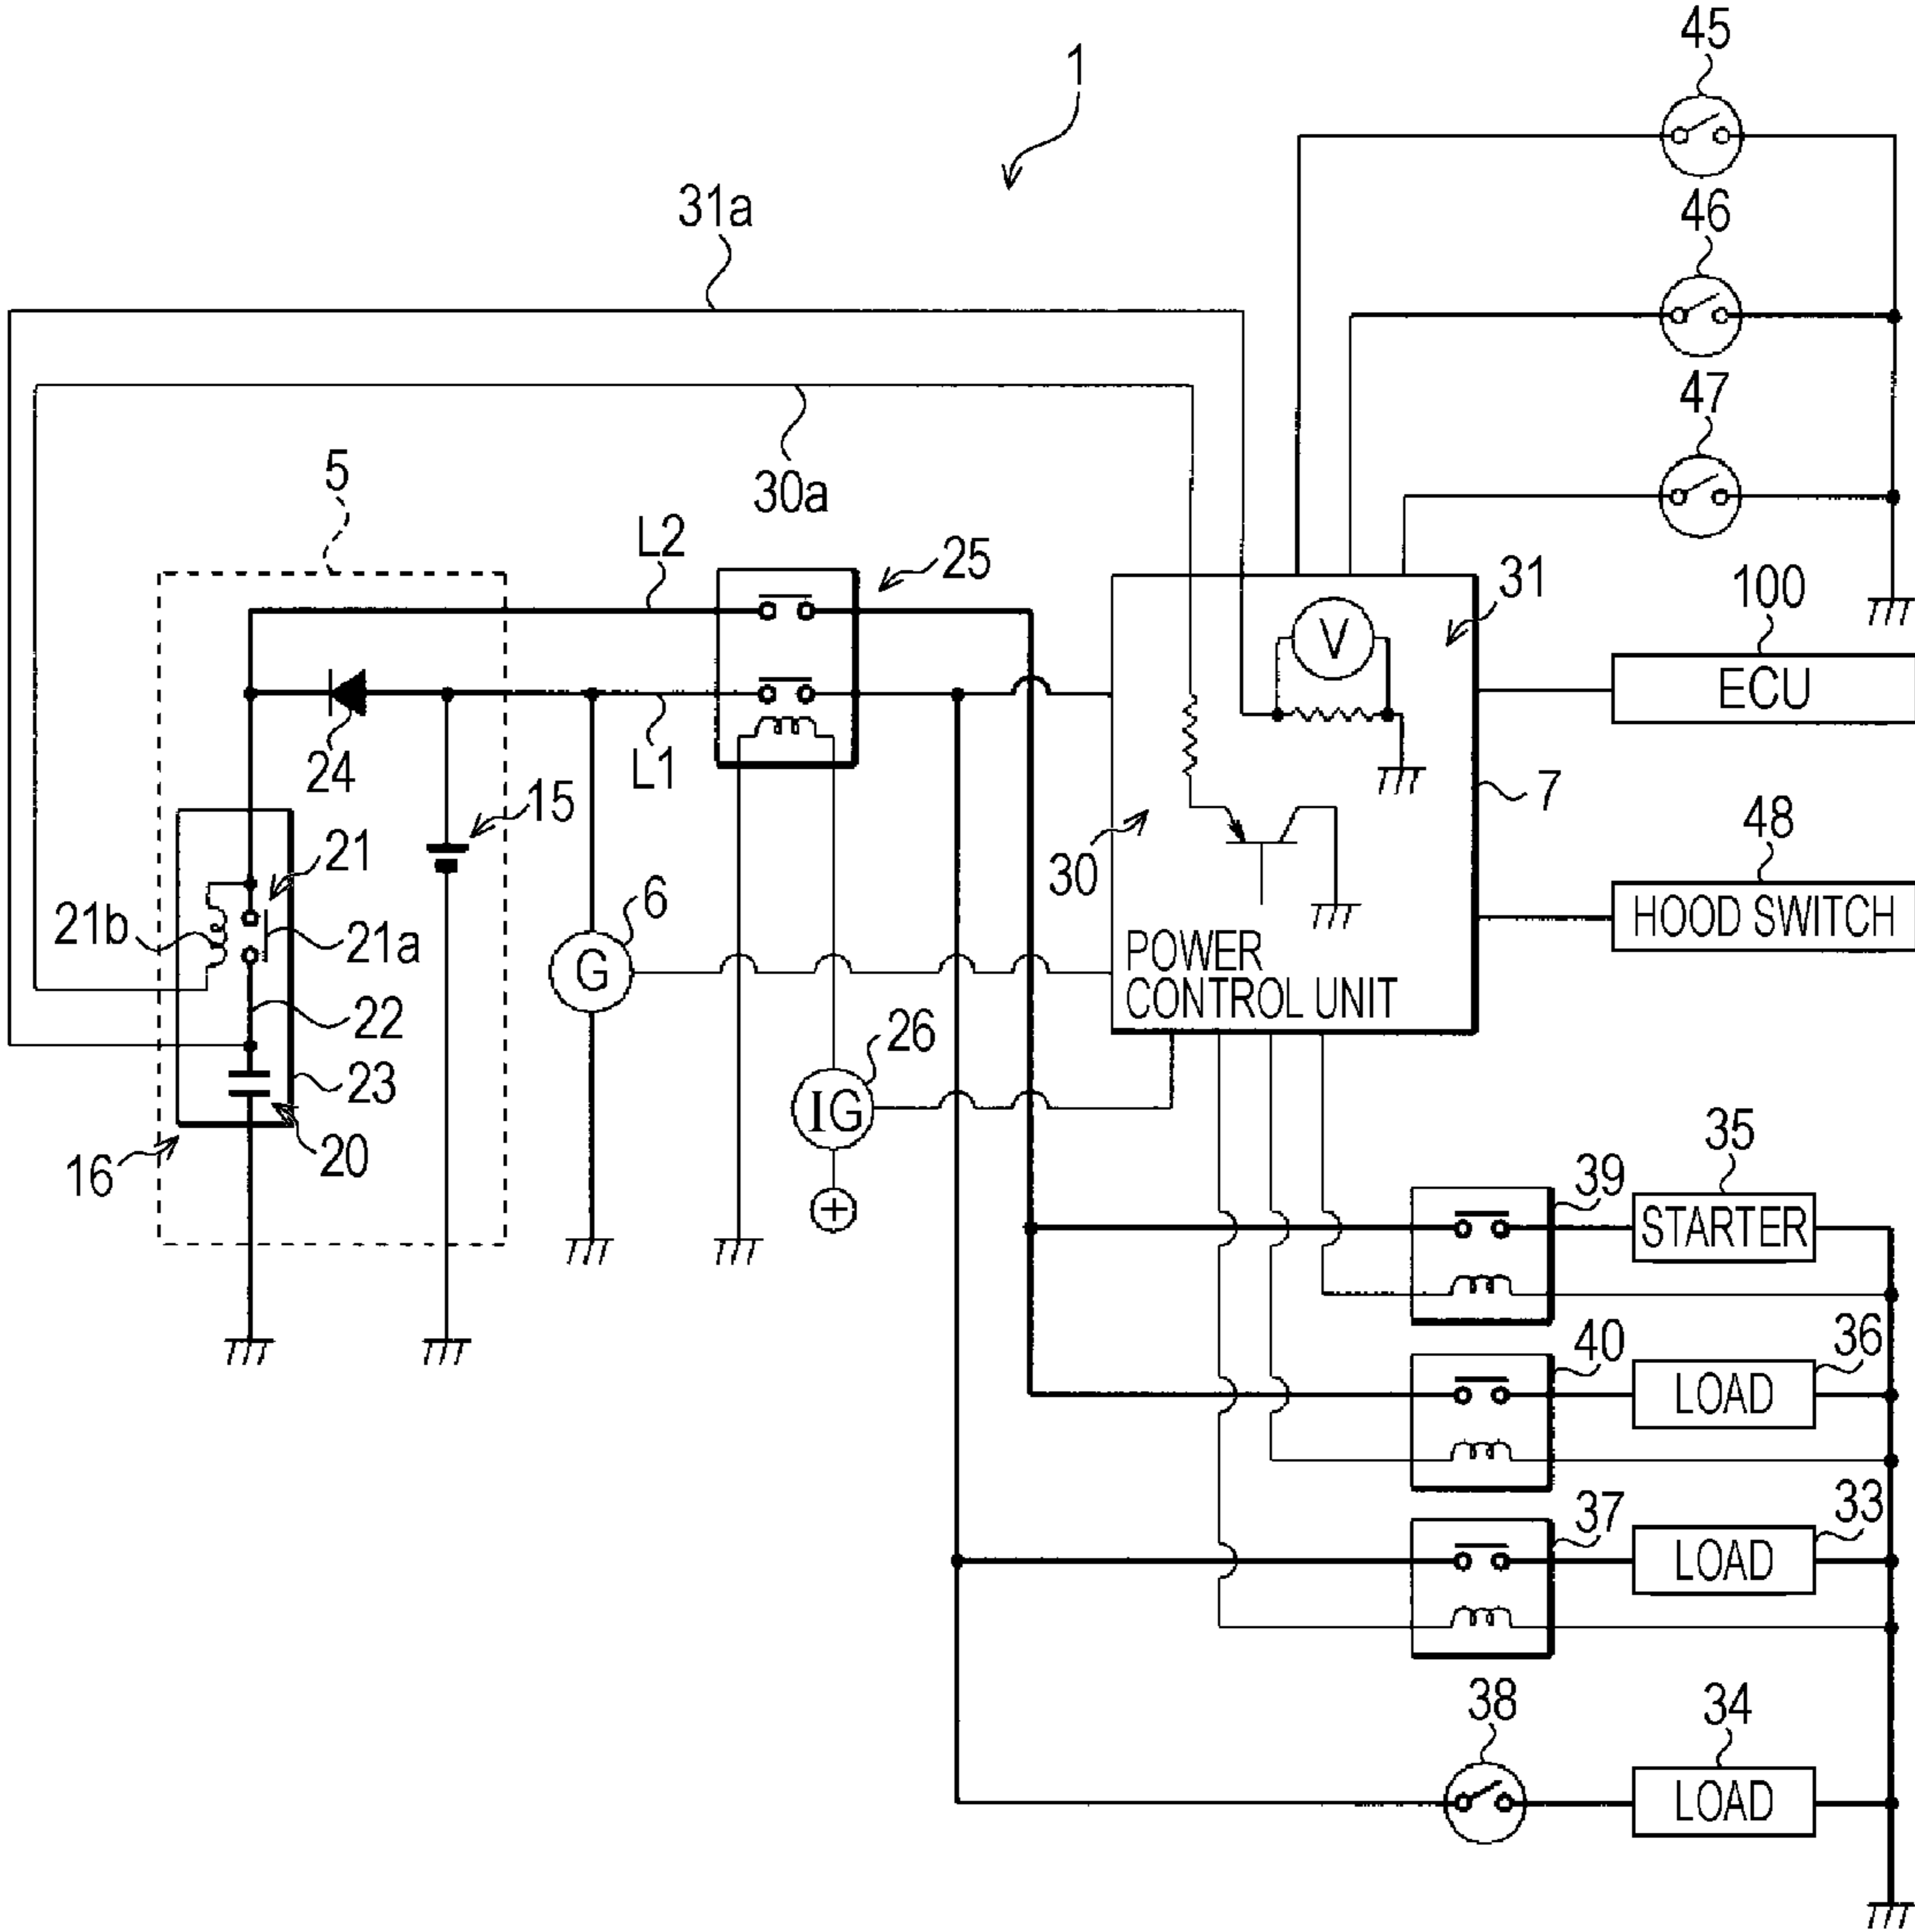 45
1
31a
46
47
5
30a
L2
25
31
100
V
ECU
24
L1
15
7
30
48
21
6
21b
21a
HOOD SWITCH
G
POWER
CONTROL UNIT
22
26
23
IG
20
16
35
39
STARTER
36
40
LOAD
33
37
LOAD
38
34
LOAD